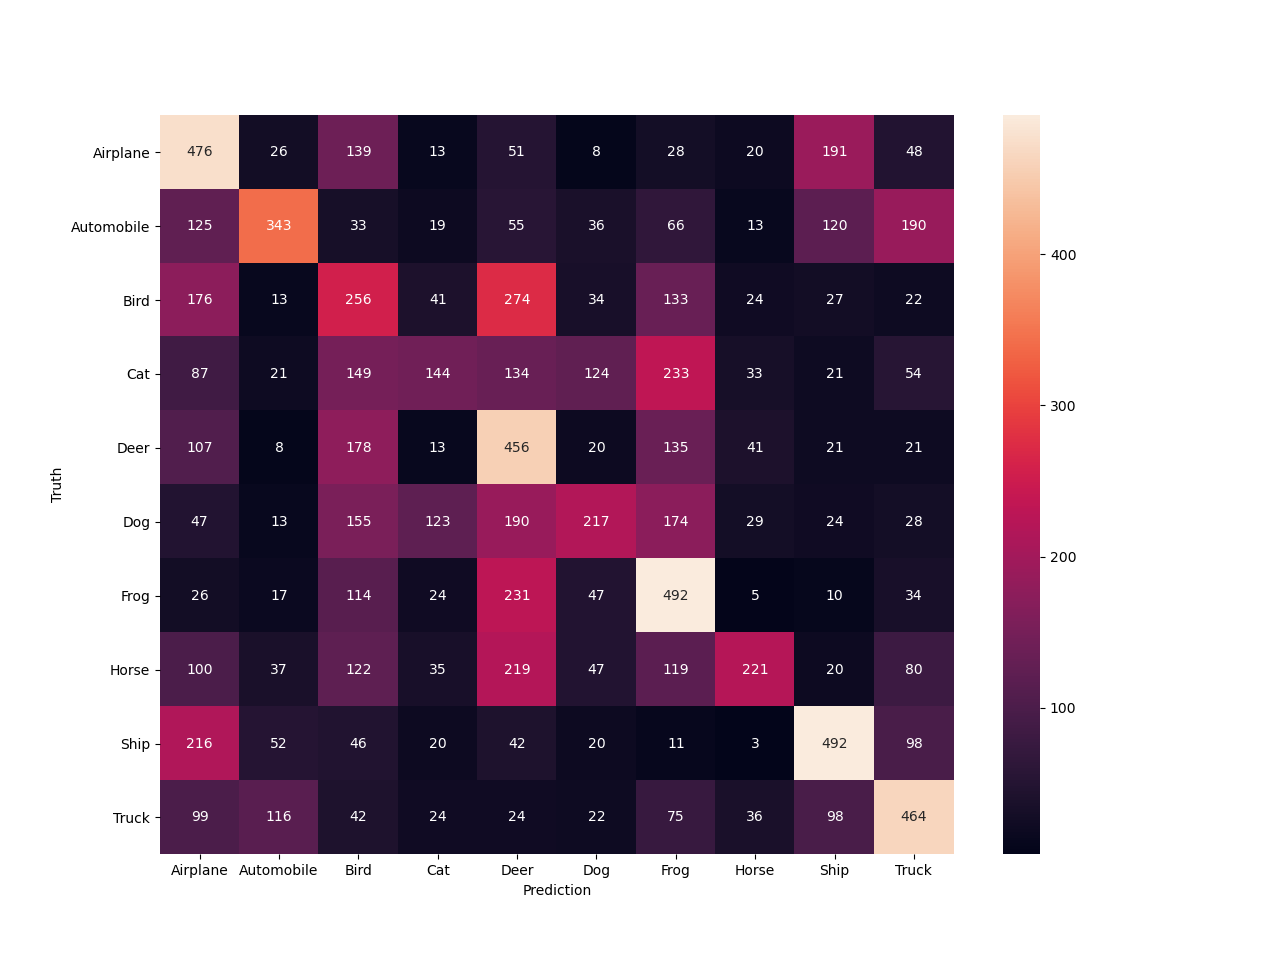 Airplane 476 26 139 13 51 8 28 20 191 48
Automobile 125 343 33 19 55 36 66 13 120 190
400
Bird 176 13 256 41 274 34 133 24 27 22
Cat 87 21 149 144 134 124 233 33 21 54
300
Deer 107 8 178 13 456 20 135 41 21 21
Truth
Dog 47 13 155 123 190 217 174 29 24 28
200
Frog 26 17 114 24 231 47 492 5 10 34
Horse 100 37 122 35 219 47 119 221 20 80
100
Ship 216 52 46 20 42 20 11 3 492 98
Truck 99 116 42 24 24 22 75 36 98 464
Airplane Automobile Bird Cat Deer Dog Frog Horse Ship Truck
Prediction